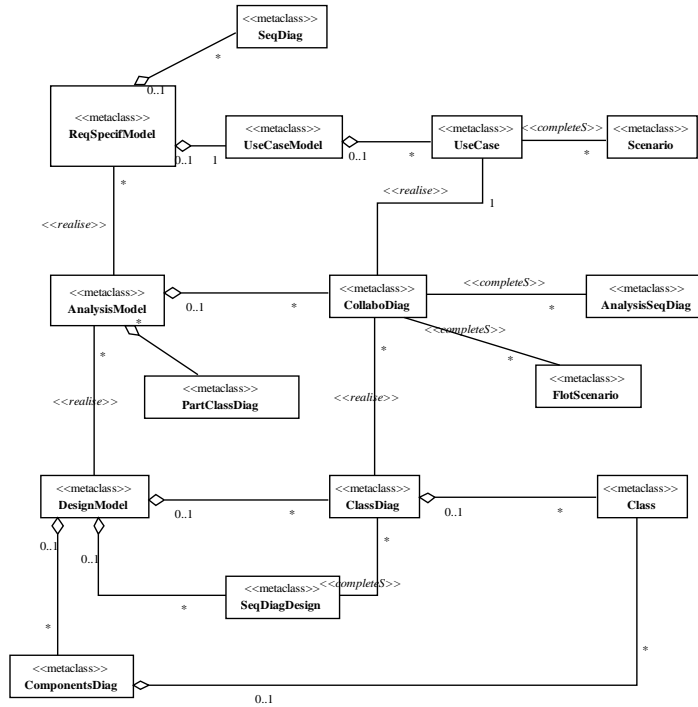 <<metaclass>>
SeqDiag
*
0..1
<<metaclass>>
ReqSpecifModel
<<metaclass>>
UseCaseModel
<<metaclass>>
UseCase
<<completeS>>
<<metaclass>>
Scenario
0..1
1
0..1
*
*
*
<<realise>>
1
<<realise>>
<<metaclass>>
AnalysisModel
0..1
*
<<metaclass>>
CollaboDiag
<<completeS>>
*
<<metaclass>>
AnalysisSeqDiag
*
<<completeS>>
*
*
*
<<metaclass>>
PartClassDiag
<<metaclass>>
FlotScenario
<<realise>>
<<realise>>
<<metaclass>>
DesignModel
0..1
*
<<metaclass>>
ClassDiag
0..1
*
<<metaclass>>
Class
0..1
0..1
*
<<metaclass>>
SeqDiagDesign
<<completeS>>
*
*
*
<<metaclass>>
ComponentsDiag
0..1